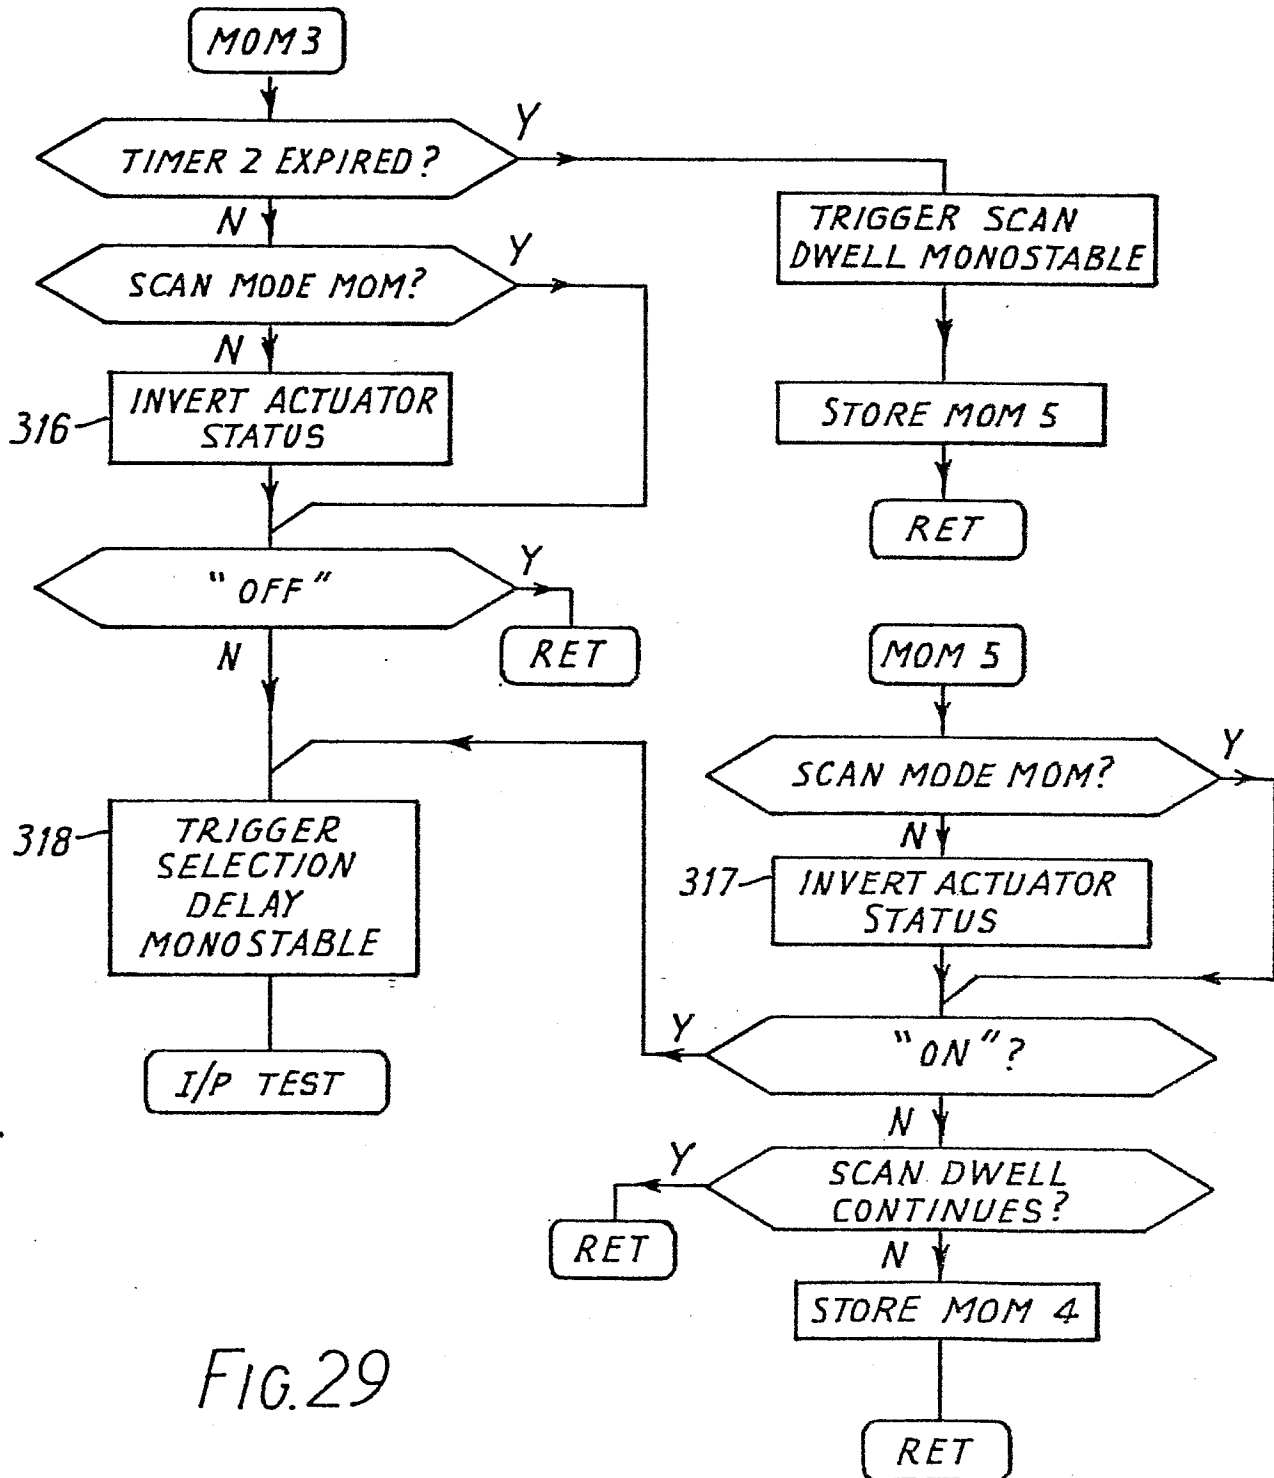 MOM 3
TIMER 2 EXPIRED?
Y
N
TRIGGER SCAN
DWELL MONOSTABLE
SCAN MODE MOM?
Y
N
316
INVERT ACTUATOR
STATUS
STORE MOM 5
RET
"OFF"
Y
N
RET
318
TRIGGER
SELECTION
DELAY
MONOSTABLE
I/P TEST
MOM 5
SCAN MODE MOM?
Y
N
317
INVERT ACTUATOR
STATUS
"ON"?
Y
N
SCAN DWELL
CONTINUES?
Y
RET
N
STORE MOM 4
RET
FIG. 29